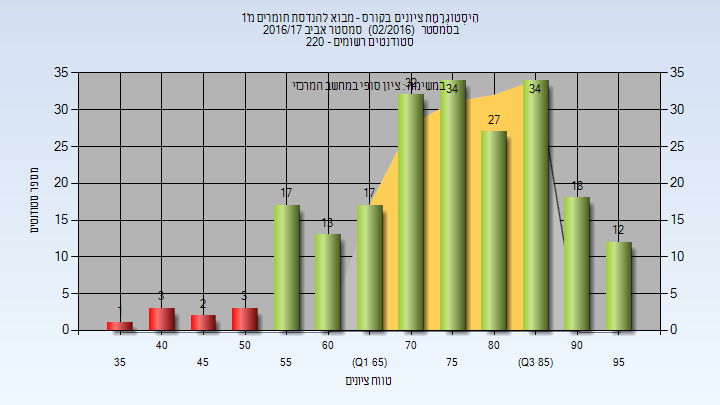 היסטוגרמת ציונים בקורס - מבוא להנדסת חומרים מ'1
בסמסטר (02/2016) סמסטר אביב 2016/17
סטודנטים רשומים - 220
במשימה: ציון סופי במחשב המרכזי
מספר סטודנטים
35 30 25 20 15 10 5 0
35 30 25 20 15 10 5 0
1 3 2 3 17 13 17 32 34 27 34 18 12
40 50 60 70 80 90
35 45 55 (Q1 65) 75 (Q3 85) 95
טווח ציונים